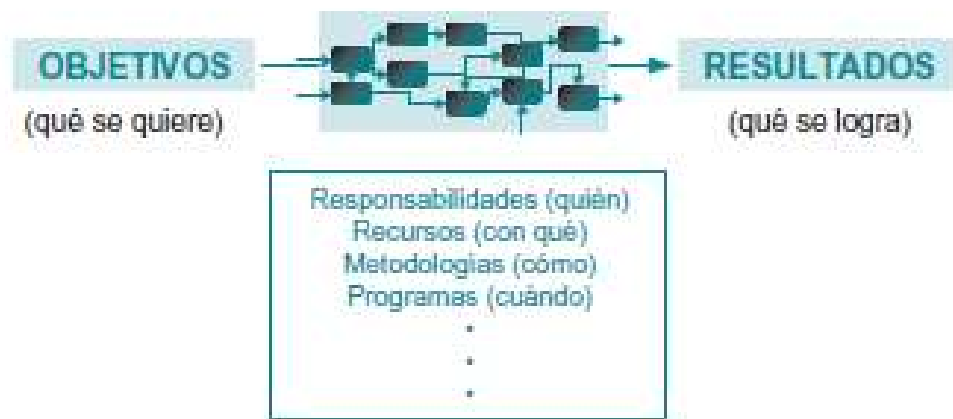 OBJETIVOS
(qué se quiere)
RESULTADOS
(qué se logra)
Responsabilidades (quién)
Recursos (con qué)
Metodologías (cómo)
Programas (cuándo)
.
.
.